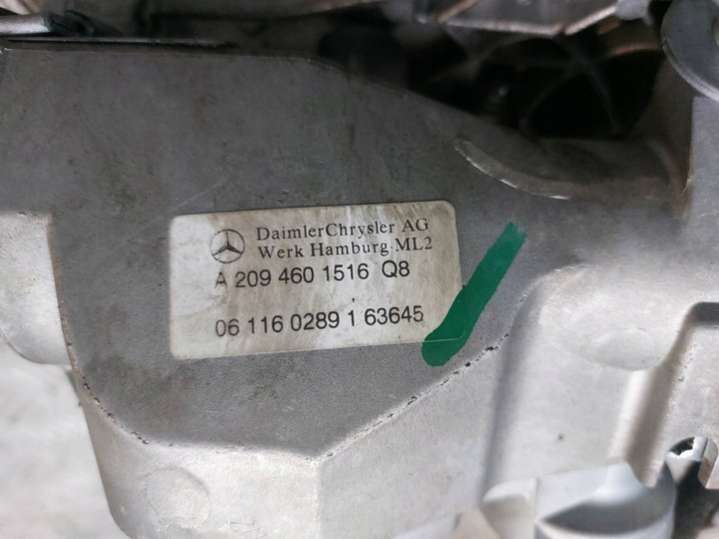 DaimlerChrysler AG
Werk Hamburg ML2
A 209 460 1516 Q8
06 116 0289 1 63645